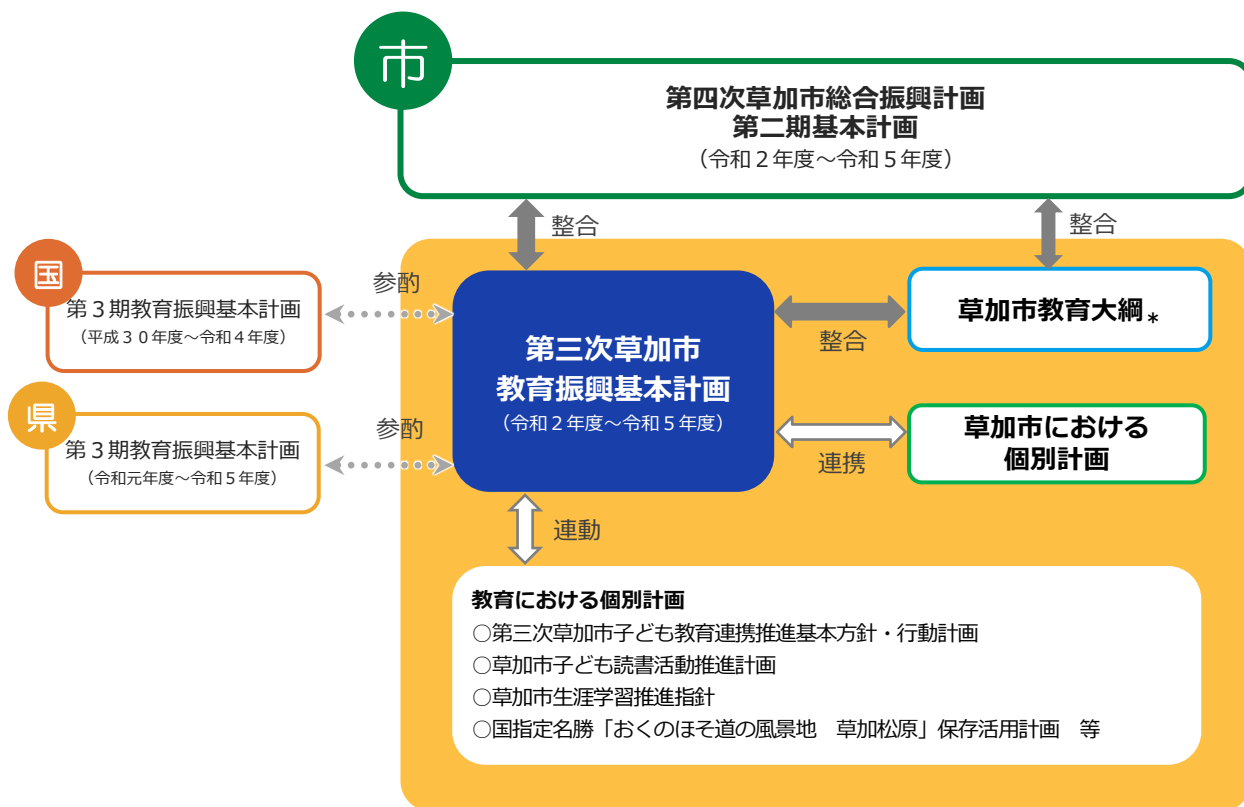 市
第四次草加市総合振興計画
第二期基本計画
（令和２年度～令和５年度）
整合
整合
国
第３期教育振興基本計画
（平成３０年度～令和４年度）
参酌
第三次草加市
教育振興基本計画
（令和２年度～令和５年度）
整合
草加市教育大綱*
県
第３期教育振興基本計画
（令和元年度～令和５年度）
参酌
連携
草加市における
個別計画
連動
教育における個別計画
○第三次草加市子ども教育連携推進基本方針・行動計画
○草加市子ども読書活動推進計画
○草加市生涯学習推進指針
○国指定名勝「おくのほそ道の風景地　草加松原」保存活用計画　等